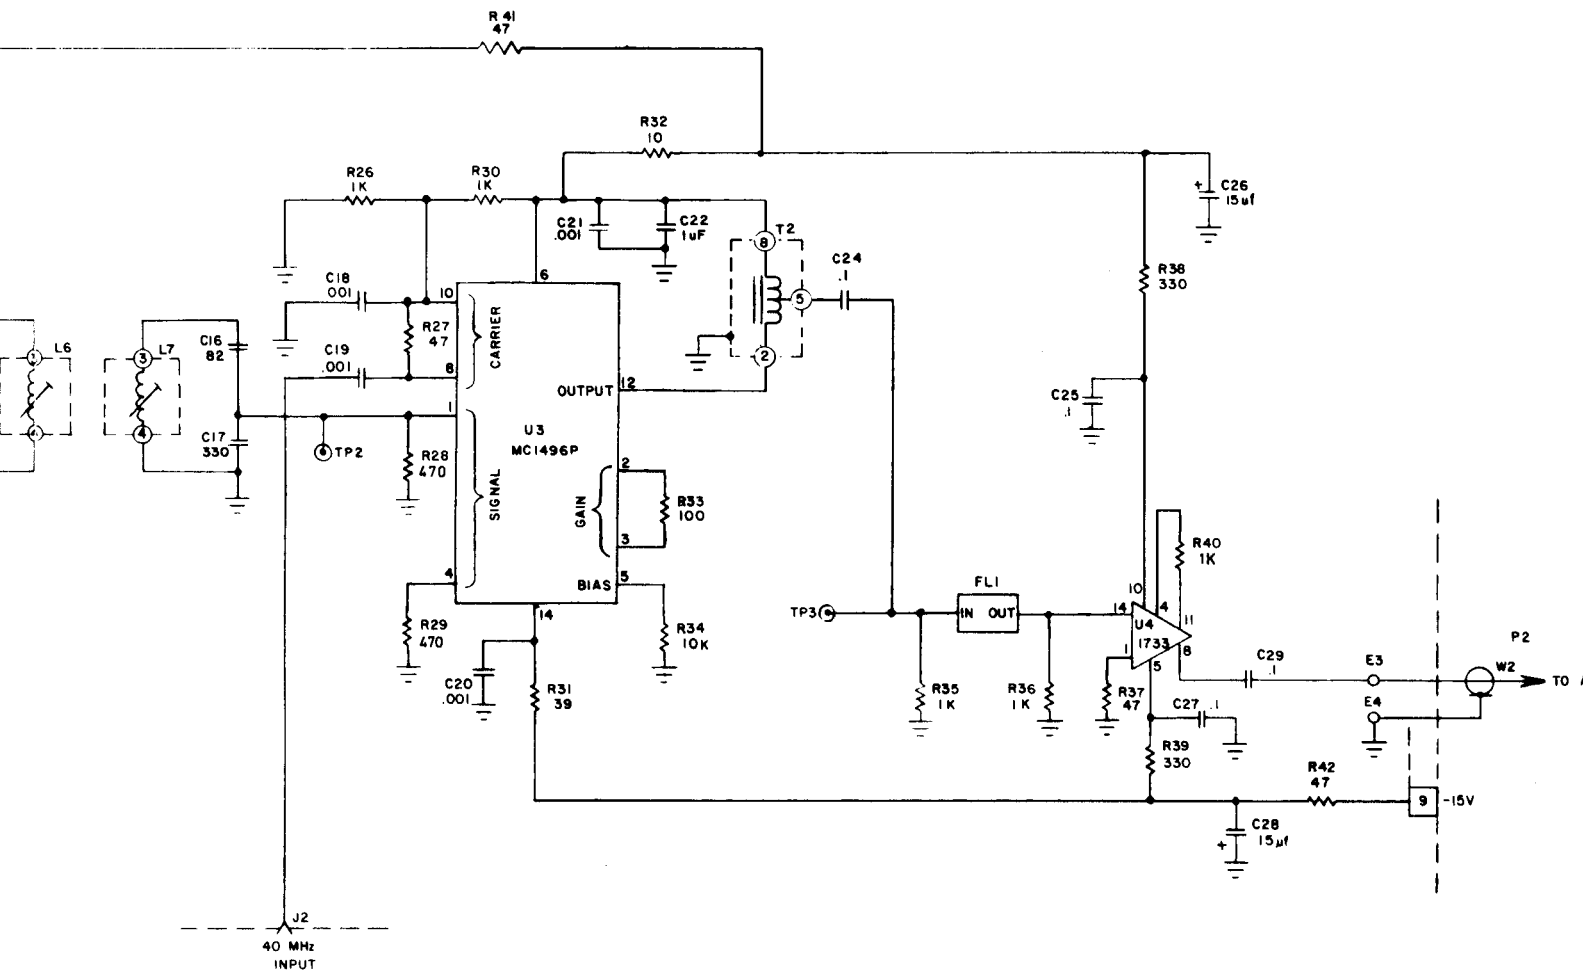 R41
47
R32
10
R26
1K
R30
1K
C21
.001
C22
1uF
T2
8
5
2
C24
.1
C26
+
15uf
R38
330
C25
.1
C18
.001
C19
.001
R27
47
10
8
1
4
6
12
2
3
5
14
CARRIER
SIGNAL
OUTPUT
U3
MC1496P
GAIN
BIAS
L6
L7
3
4
C16
82
C17
330
TP2
R28
470
R29
470
R33
100
R34
10K
C20
.001
R31
39
TP3
FL1
IN OUT
R35
1K
R36
1K
R37
47
14
1
10
4
11
8
5
U4
1733
R40
1K
C27 .1
R39
330
C29
.1
E3
E4
P2
W2
TO
R42
47
9
-15V
C28
15µf
+
J2
40 MHz
INPUT